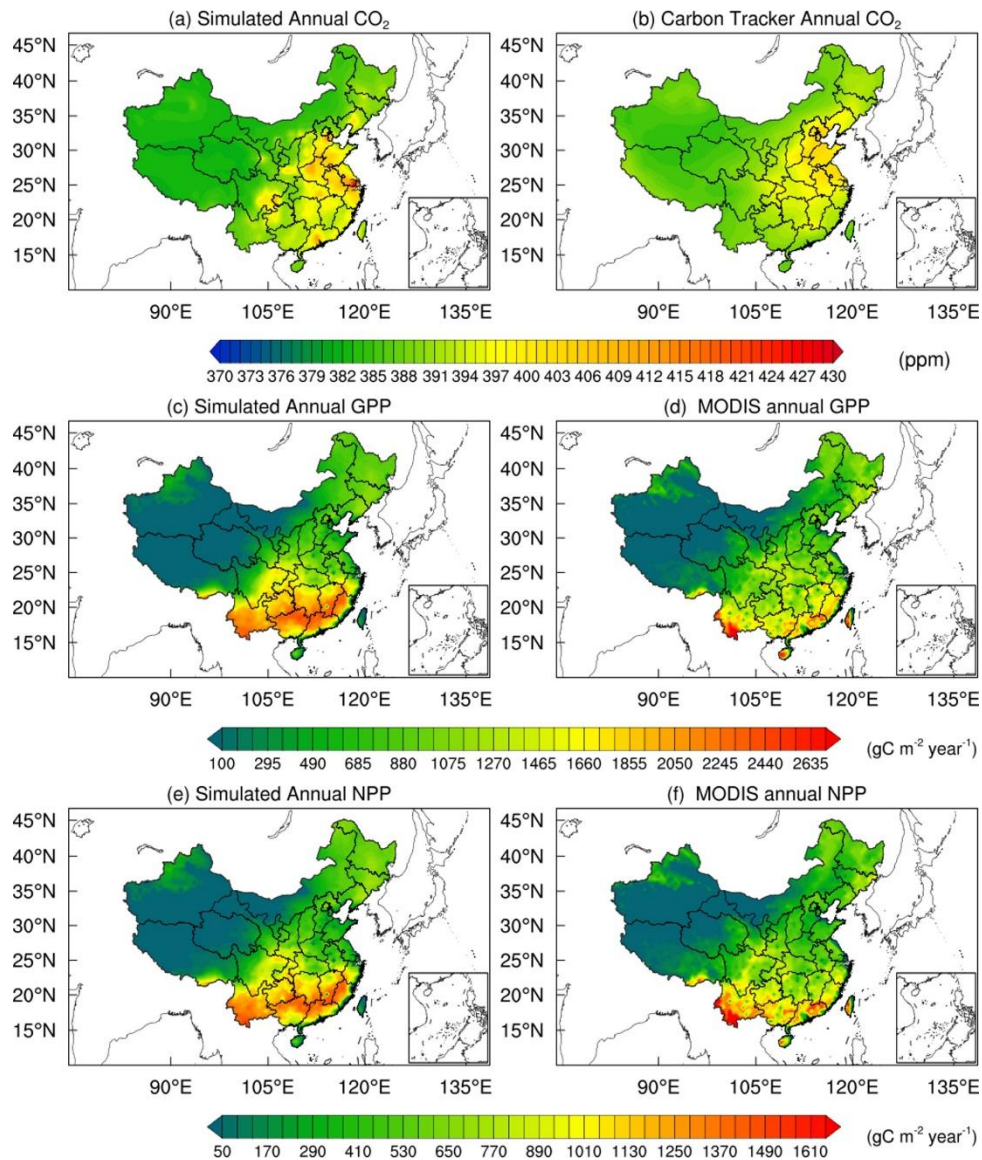 (a) Simulated Annual CO₂
(b) Carbon Tracker Annual CO₂
45°N
40°N
35°N
30°N
25°N
20°N
15°N
45°N
40°N
35°N
30°N
25°N
20°N
15°N
90°E 105°E 120°E 135°E
90°E 105°E 120°E 135°E
370 373 376 379 382 385 388 391 394 397 400 403 406 409 412 415 418 421 424 427 430
(ppm)
(c) Simulated Annual GPP
(d) MODIS annual GPP
45°N
40°N
35°N
30°N
25°N
20°N
15°N
45°N
40°N
35°N
30°N
25°N
20°N
15°N
90°E 105°E 120°E 135°E
90°E 105°E 120°E 135°E
100 295 490 685 880 1075 1270 1465 1660 1855 2050 2245 2440 2635
(gC m⁻² year⁻¹)
(e) Simulated Annual NPP
(f) MODIS annual NPP
45°N
40°N
35°N
30°N
25°N
20°N
15°N
45°N
40°N
35°N
30°N
25°N
20°N
15°N
90°E 105°E 120°E 135°E
90°E 105°E 120°E 135°E
50 170 290 410 530 650 770 890 1010 1130 1250 1370 1490 1610
(gC m⁻² year⁻¹)